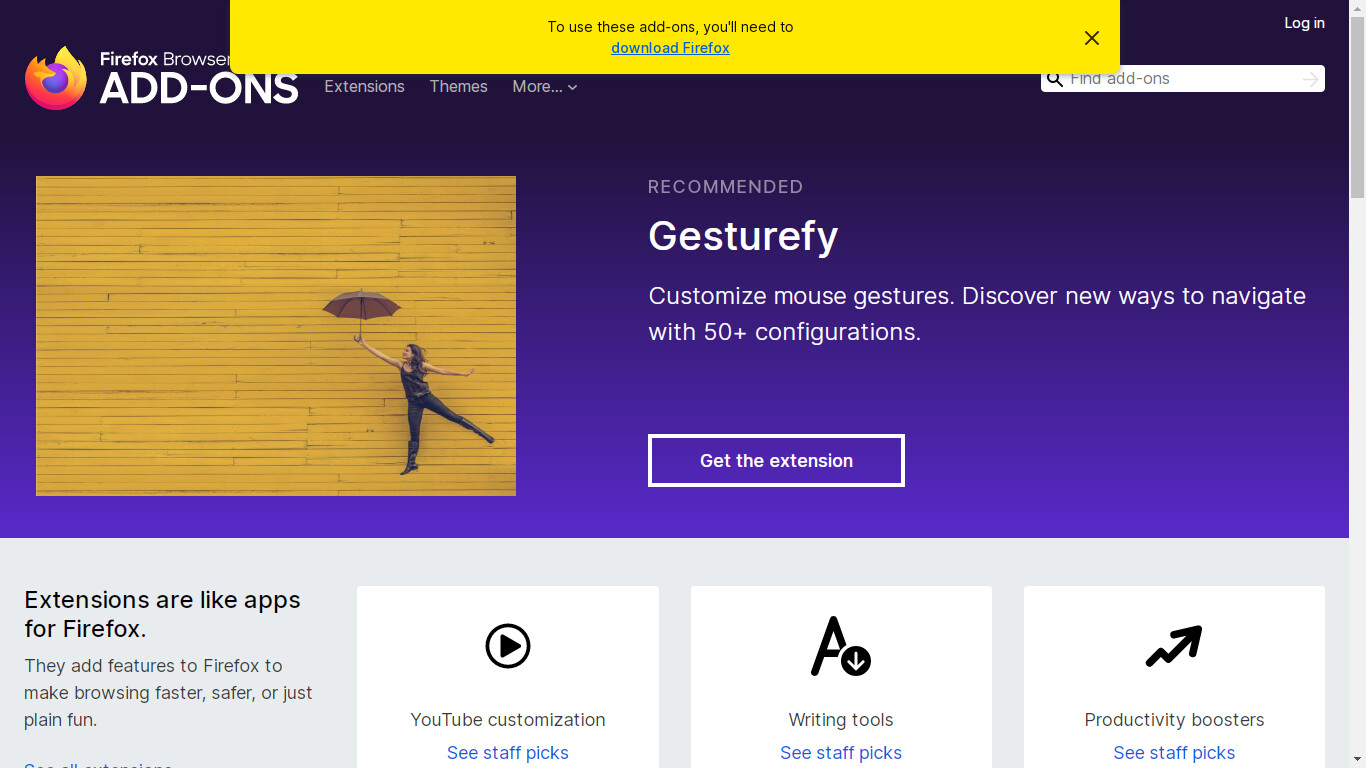 To use these add-ons, you'll need to
download Firefox
Log in
Firefox Browser
ADD-ONS
Extensions
Themes
More...
Find add-ons
RECOMMENDED
Gesturefy
Customize mouse gestures. Discover new ways to navigate
with 50+ configurations.
Get the extension
Extensions are like apps
for Firefox.
They add features to Firefox to
make browsing faster, safer, or just
plain fun.
See all extensions
YouTube customization
See staff picks
Writing tools
See staff picks
Productivity boosters
See staff picks